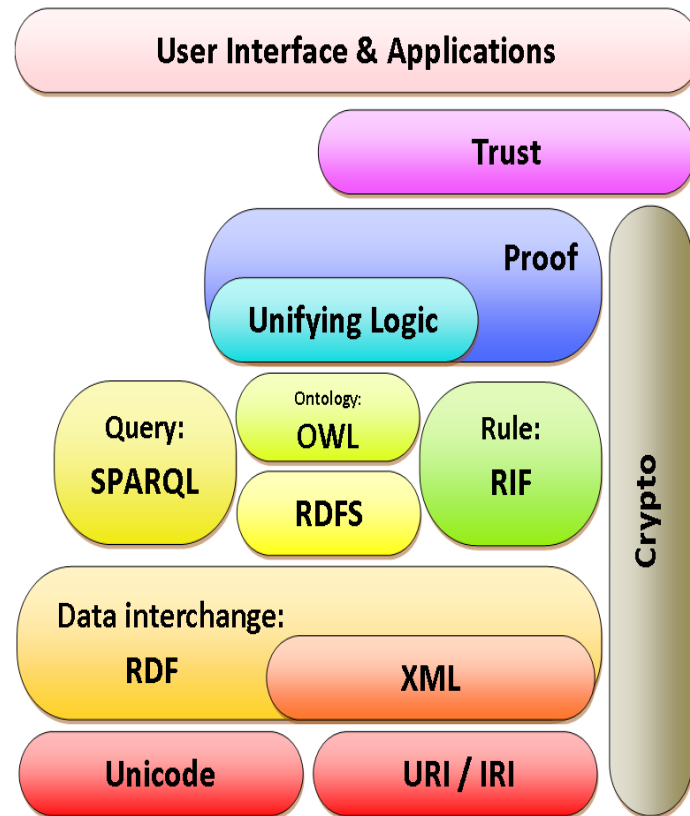 User Interface & Applications
Trust
Proof
Unifying Logic
Query:
SPARQL
Ontology:
OWL
RDFS
Rule:
RIF
Crypto
Data interchange:
RDF
XML
Unicode
URI / IRI